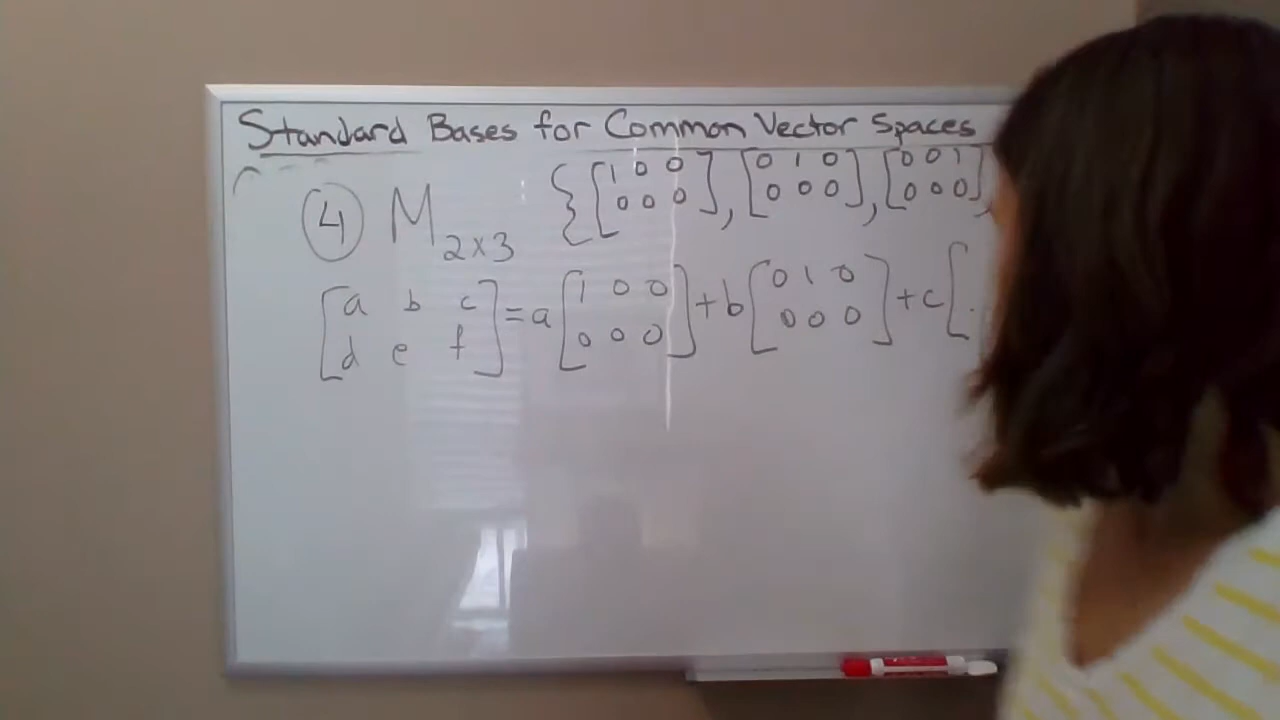 Standard Bases for Common Vector Spaces
④ M₂ₓ₃ { [1 0 0; 0 0 0], [0 1 0; 0 0 0], [0 0 1; 0 0 0],
[a b c; d e f] = a [1 0 0; 0 0 0] + b [0 1 0; 0 0 0] + c [